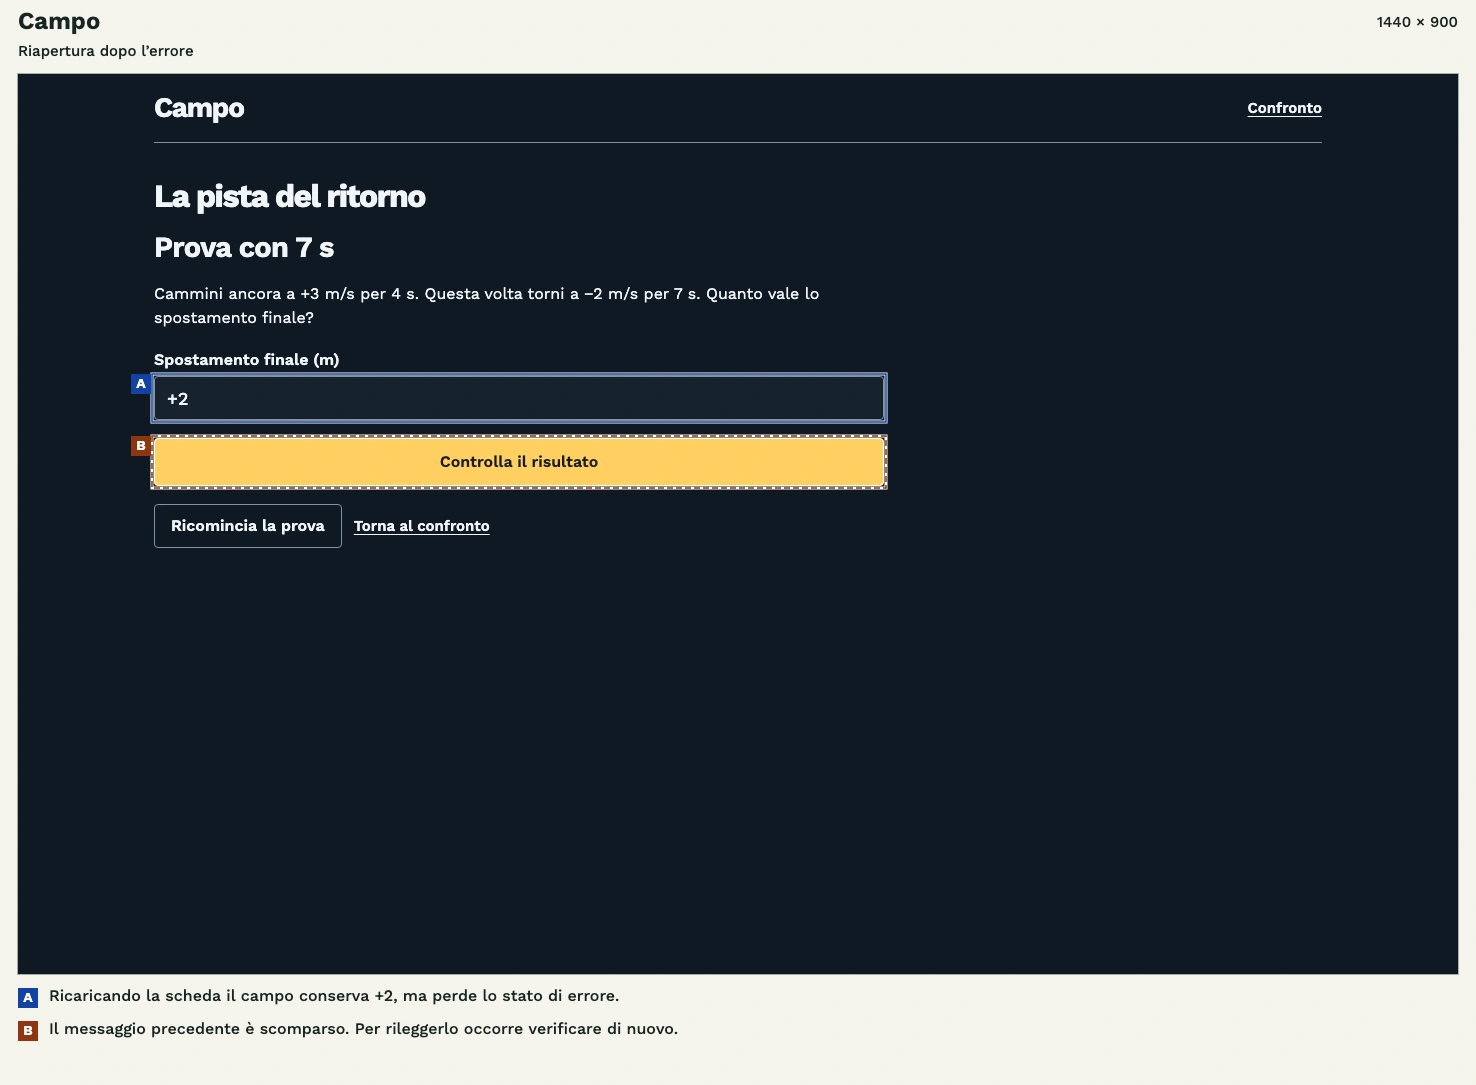 Campo
1440 × 900
Riapertura dopo l’errore
Campo
Confronto
La pista del ritorno
Prova con 7 s
Cammini ancora a +3 m/s per 4 s. Questa volta torni a −2 m/s per 7 s. Quanto vale lo
spostamento finale?
Spostamento finale (m)
A
+2
B
Controlla il risultato
Ricomincia la prova
Torna al confronto
A Ricaricando la scheda il campo conserva +2, ma perde lo stato di errore.
B Il messaggio precedente è scomparso. Per rileggerlo occorre verificare di nuovo.